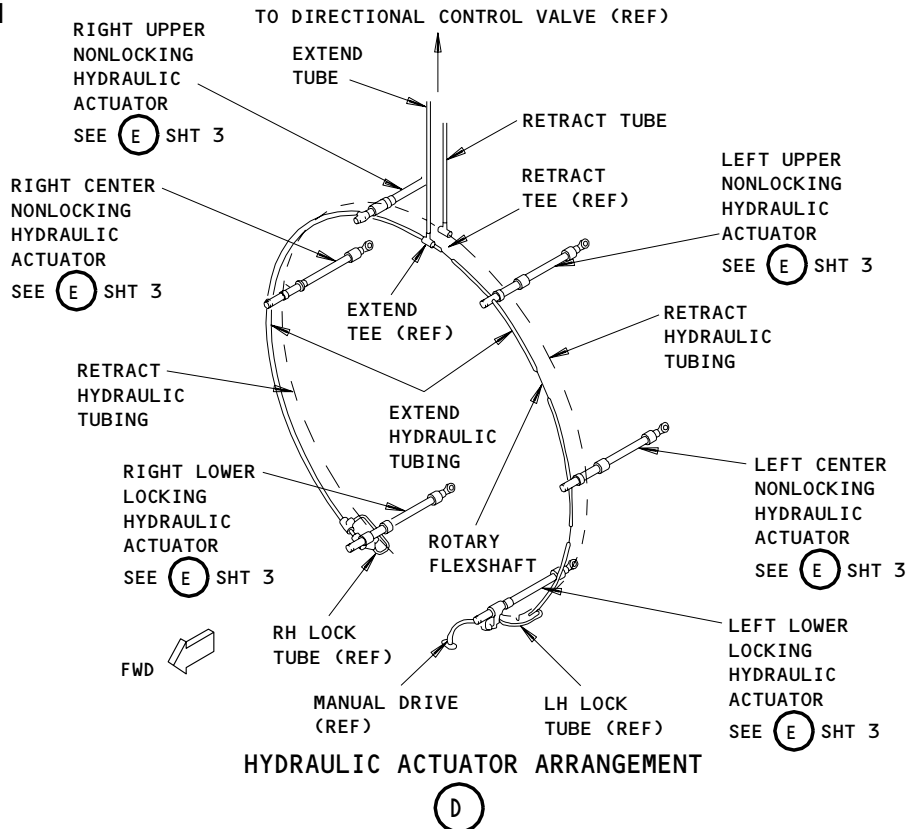 TO DIRECTIONAL CONTROL VALVE (REF)
RIGHT UPPER
NONLOCKING
HYDRAULIC
ACTUATOR
SEE E SHT 3
EXTEND
TUBE
RETRACT TUBE
RETRACT
TEE (REF)
LEFT UPPER
NONLOCKING
HYDRAULIC
ACTUATOR
SEE E SHT 3
RIGHT CENTER
NONLOCKING
HYDRAULIC
ACTUATOR
SEE E SHT 3
EXTEND
TEE (REF)
RETRACT
HYDRAULIC
TUBING
RETRACT
HYDRAULIC
TUBING
EXTEND
HYDRAULIC
TUBING
RIGHT LOWER
LOCKING
HYDRAULIC
ACTUATOR
SEE E SHT 3
ROTARY
FLEXSHAFT
LEFT CENTER
NONLOCKING
HYDRAULIC
ACTUATOR
SEE E SHT 3
FWD
RH LOCK
TUBE (REF)
MANUAL DRIVE
(REF)
LH LOCK
TUBE (REF)
LEFT LOWER
LOCKING
HYDRAULIC
ACTUATOR
SEE E SHT 3
HYDRAULIC ACTUATOR ARRANGEMENT
D